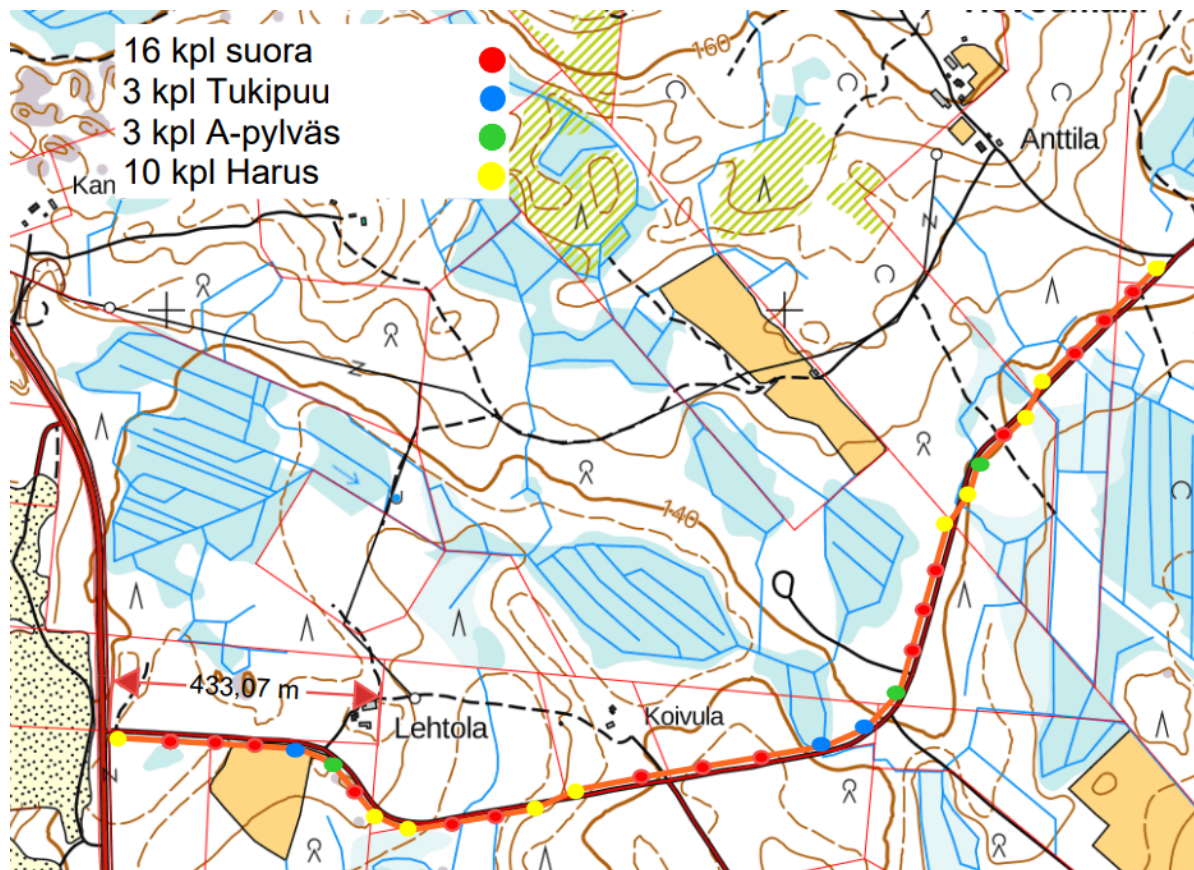 160
16 kpl suora
3 kpl Tukipuu
3 kpl A-pylväs
10 kpl Harus
Anttila
Kan
Z
Z
140
433,07 m
Lehtola
Koivula
Z